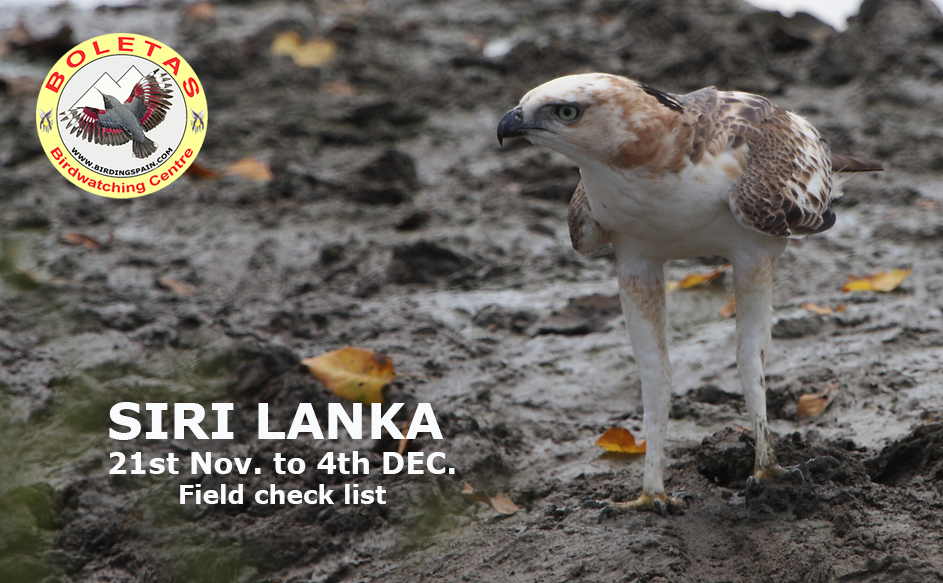 BOLETAS
WWW.BIRDINGSPAIN.COM
Birdwatching Centre
SIRI LANKA
21st Nov. to 4th DEC.
Field check list